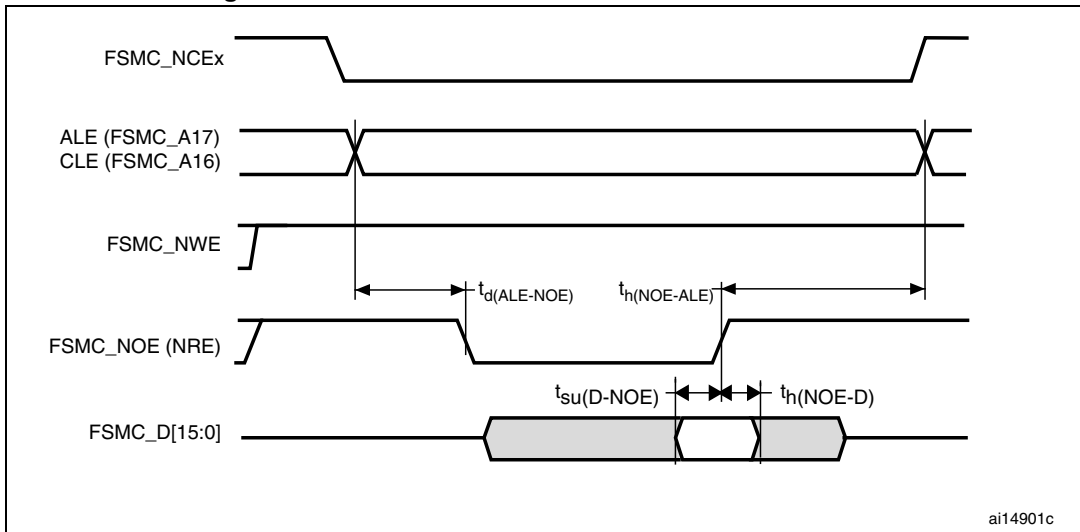 FSMC_NCEx
ALE (FSMC_A17)
CLE (FSMC_A16)
FSMC_NWE
td(ALE-NOE)
th(NOE-ALE)
FSMC_NOE (NRE)
tsu(D-NOE)
th(NOE-D)
FSMC_D[15:0]
ai14901c